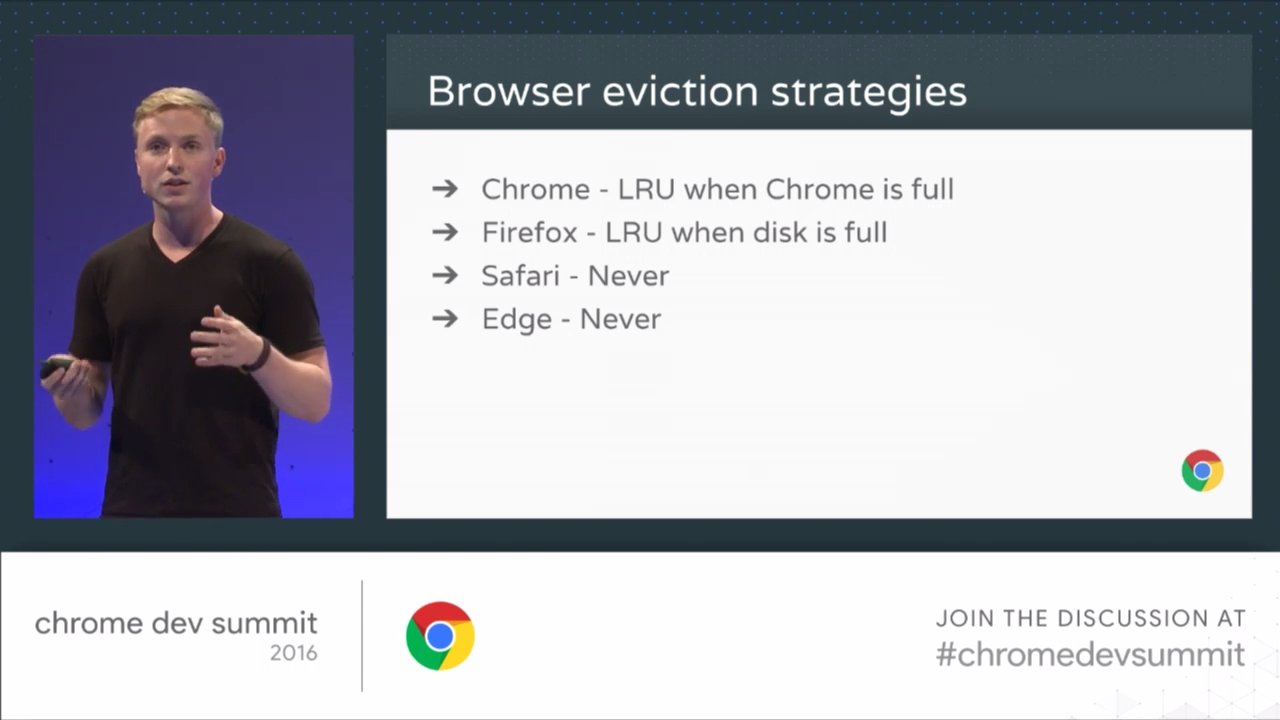 Browser eviction strategies
➔ Chrome - LRU when Chrome is full
➔ Firefox - LRU when disk is full
➔ Safari - Never
➔ Edge - Never
chrome dev summit
2016
JOIN THE DISCUSSION AT
#chromedevsummit